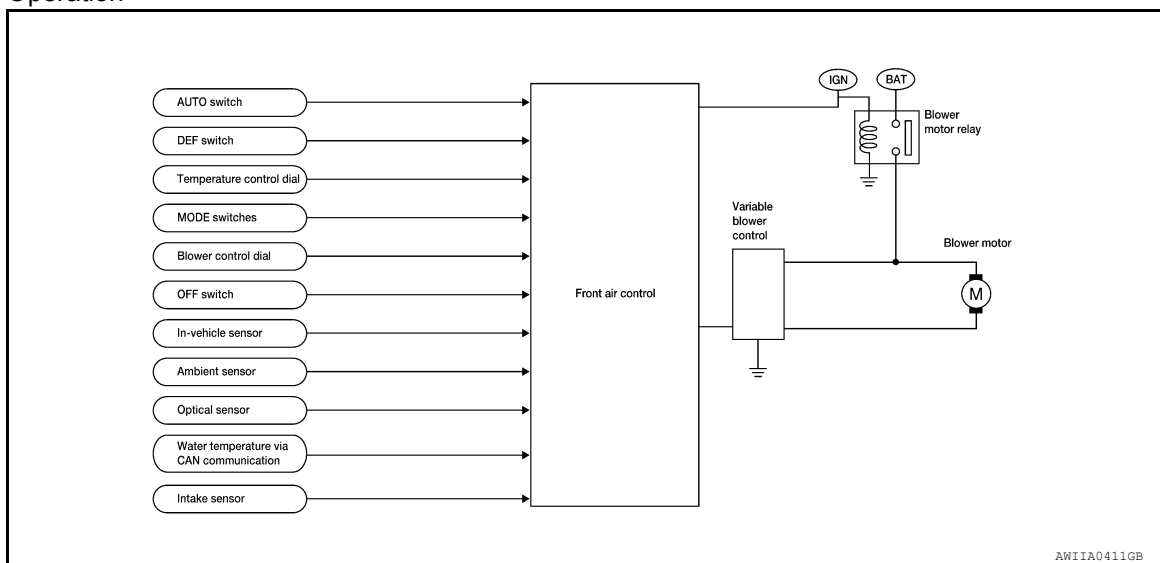 Operation
AUTO switch
DEF switch
Temperature control dial
MODE switches
Blower control dial
OFF switch
In-vehicle sensor
Ambient sensor
Optical sensor
Water temperature via
CAN communication
Intake sensor
Front air control
IGN
BAT
Blower
motor relay
Variable
blower
control
Blower motor
M
AWIIA0411GB